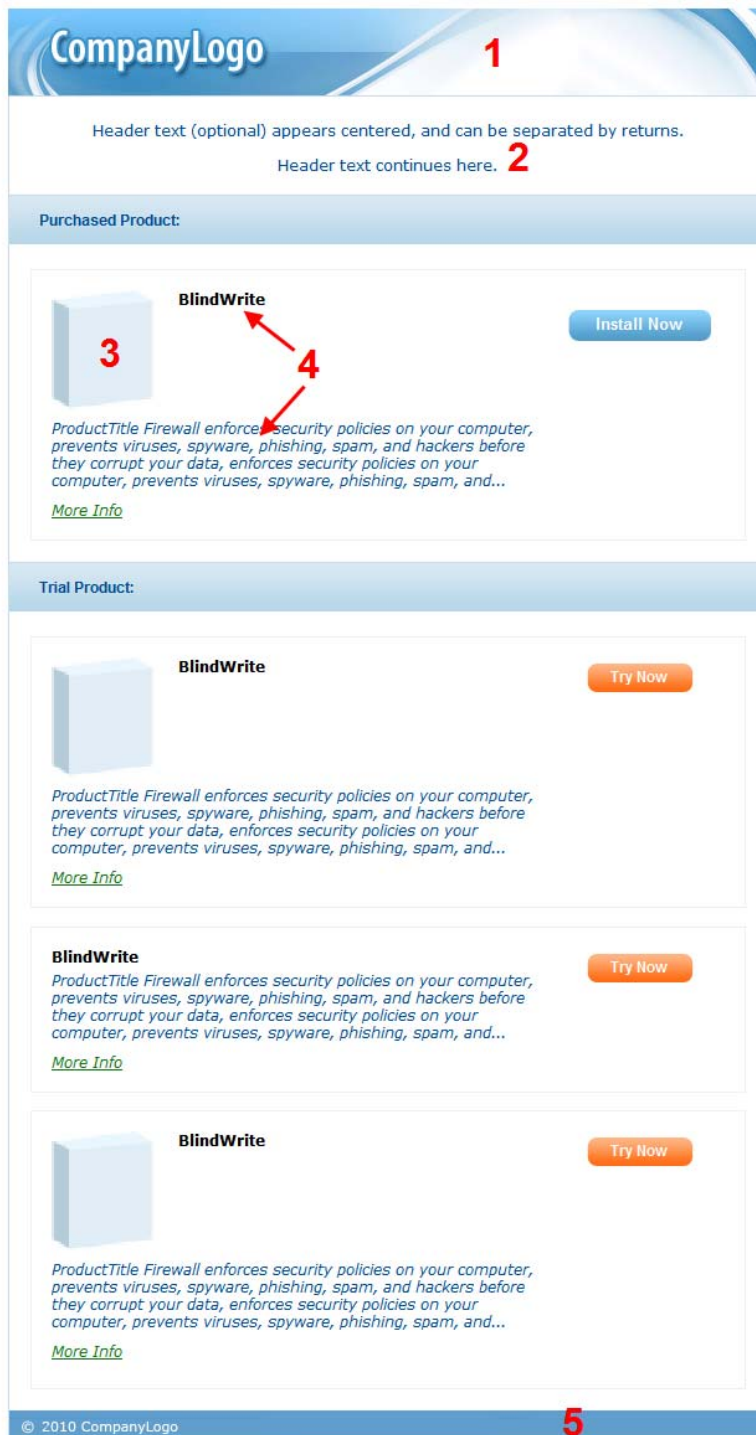 CompanyLogo
1
Header text (optional) appears centered, and can be separated by returns.
Header text continues here. 2
Purchased Product:
BlindWrite
Install Now
3
4
ProductTitle Firewall enforces security policies on your computer,
prevents viruses, spyware, phishing, spam, and hackers before
they corrupt your data, enforces security policies on your
computer, prevents viruses, spyware, phishing, spam, and...
More Info
Trial Product:
BlindWrite
Try Now
ProductTitle Firewall enforces security policies on your computer,
prevents viruses, spyware, phishing, spam, and hackers before
they corrupt your data, enforces security policies on your
computer, prevents viruses, spyware, phishing, spam, and...
More Info
BlindWrite
Try Now
ProductTitle Firewall enforces security policies on your computer,
prevents viruses, spyware, phishing, spam, and hackers before
they corrupt your data, enforces security policies on your
computer, prevents viruses, spyware, phishing, spam, and...
More Info
BlindWrite
Try Now
ProductTitle Firewall enforces security policies on your computer,
prevents viruses, spyware, phishing, spam, and hackers before
they corrupt your data, enforces security policies on your
computer, prevents viruses, spyware, phishing, spam, and...
More Info
© 2010 CompanyLogo
5